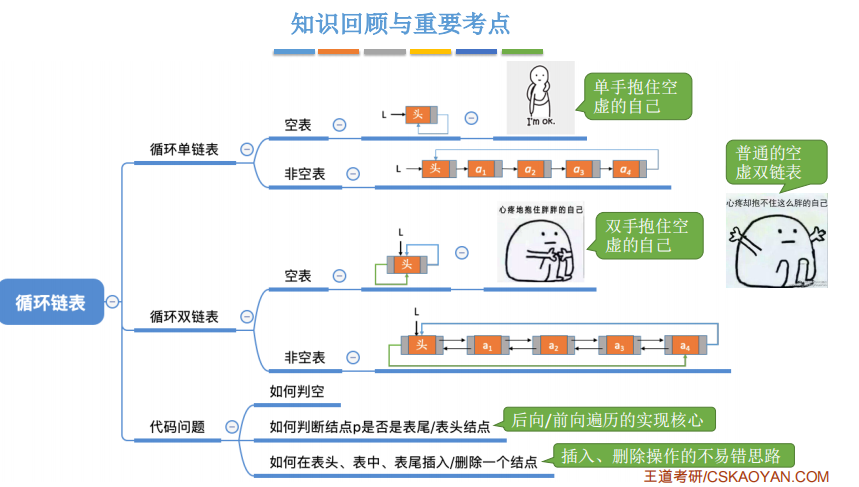 知识回顾与重要考点
单手抱住空
虚的自己
I'm ok.
空表
L
头
循环单链表
非空表
L
头
a1
a2
a3
a4
普通的空
虚双链表
心疼却抱不住这么胖的自己
心疼地抱住胖胖的自己
双手抱住空
虚的自己
L
头
空表
循环链表
循环双链表
L
头
a1
a2
a3
a4
非空表
如何判空
代码问题
如何判断结点p是否是表尾/表头结点
后向/前向遍历的实现核心
如何在表头、表中、表尾插入/删除一个结点
插入、删除操作的不易错思路
王道考研/CSKAOYAN.COM